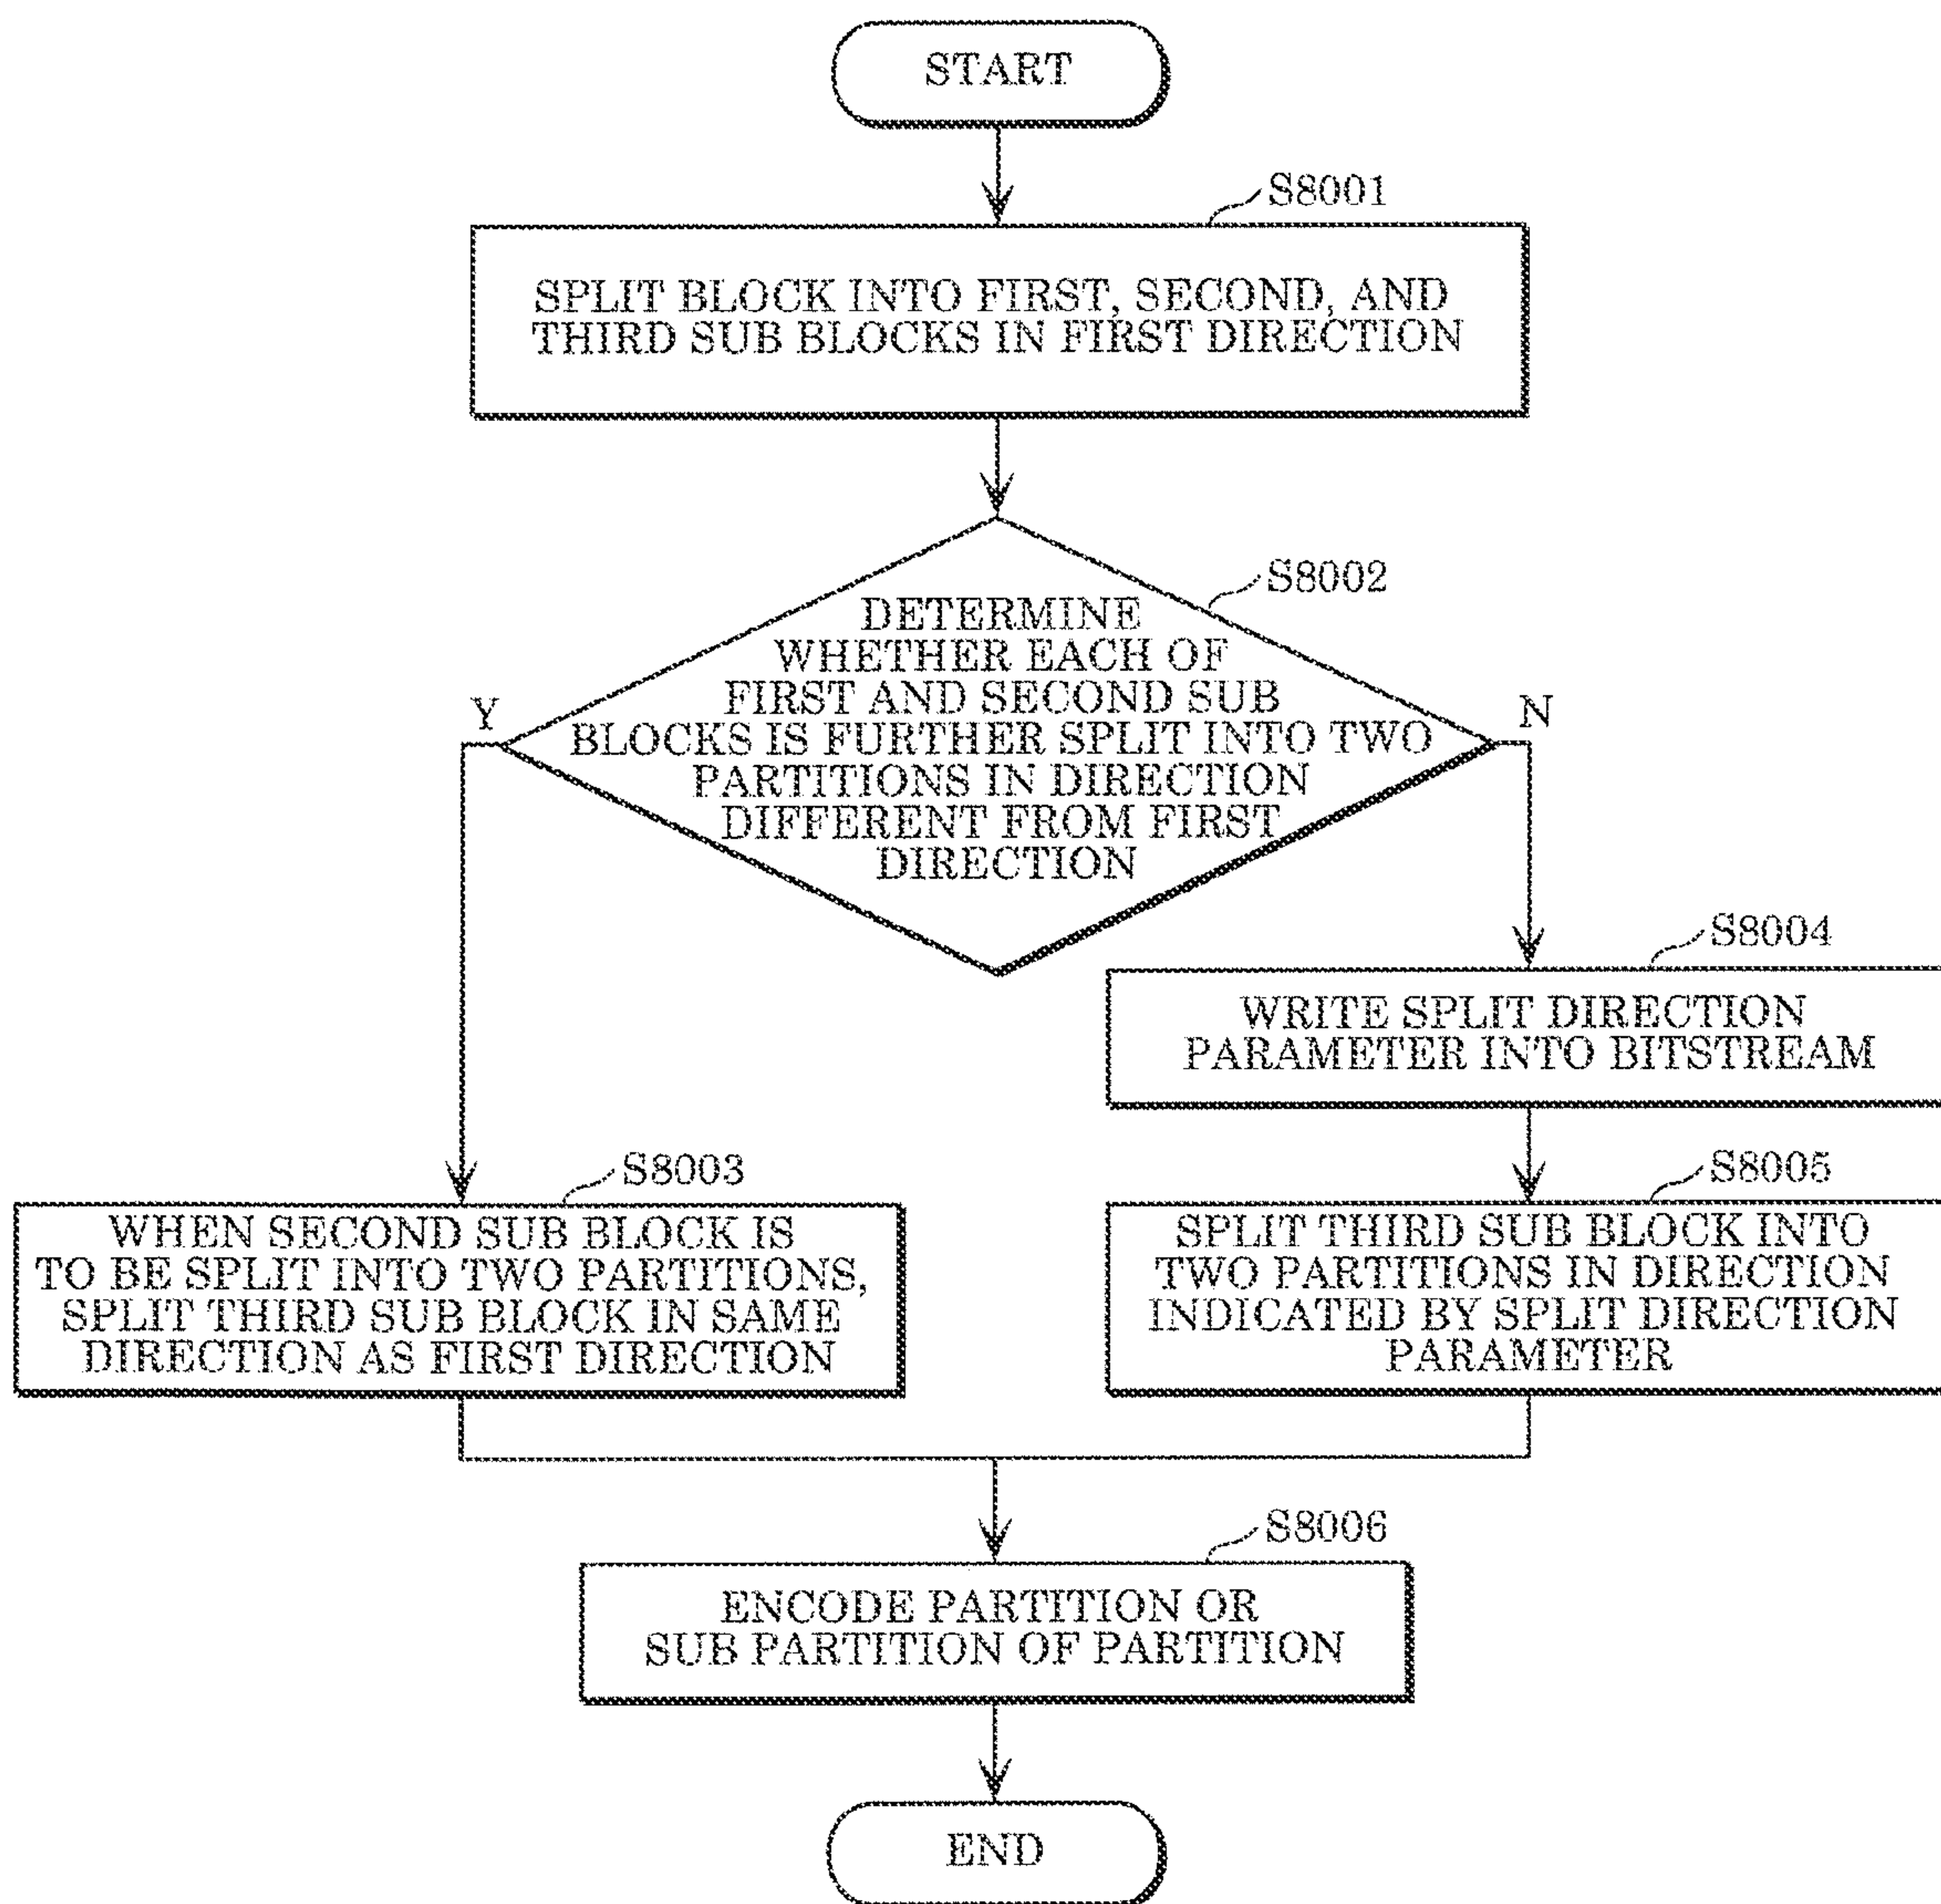 START
S8001
SPLIT BLOCK INTO FIRST, SECOND, AND
THIRD SUB BLOCKS IN FIRST DIRECTION
S8002
DETERMINE
WHETHER EACH OF
FIRST AND SECOND SUB
BLOCKS IS FURTHER SPLIT INTO TWO
PARTITIONS IN DIRECTION
DIFFERENT FROM FIRST
DIRECTION
Y
N
S8004
WRITE SPLIT DIRECTION
PARAMETER INTO BITSTREAM
S8003
WHEN SECOND SUB BLOCK IS
TO BE SPLIT INTO TWO PARTITIONS,
SPLIT THIRD SUB BLOCK IN SAME
DIRECTION AS FIRST DIRECTION
S8005
SPLIT THIRD SUB BLOCK INTO
TWO PARTITIONS IN DIRECTION
INDICATED BY SPLIT DIRECTION
PARAMETER
S8006
ENCODE PARTITION OR
SUB PARTITION OF PARTITION
END